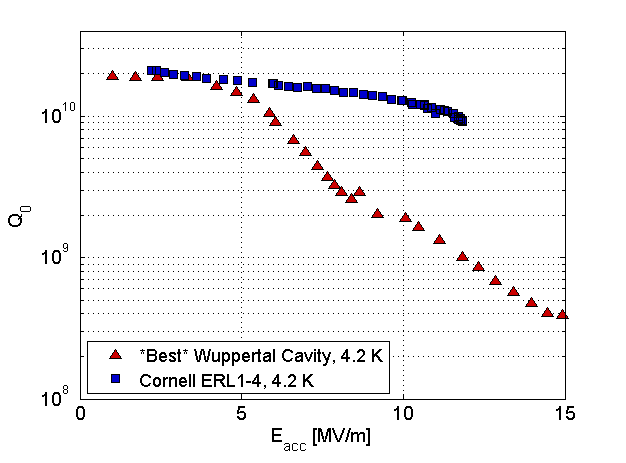 10^10
10^9
10^8
Q_0
*Best* Wuppertal Cavity, 4.2 K
Cornell ERL1-4, 4.2 K
0 5 10 15
E_acc [MV/m]